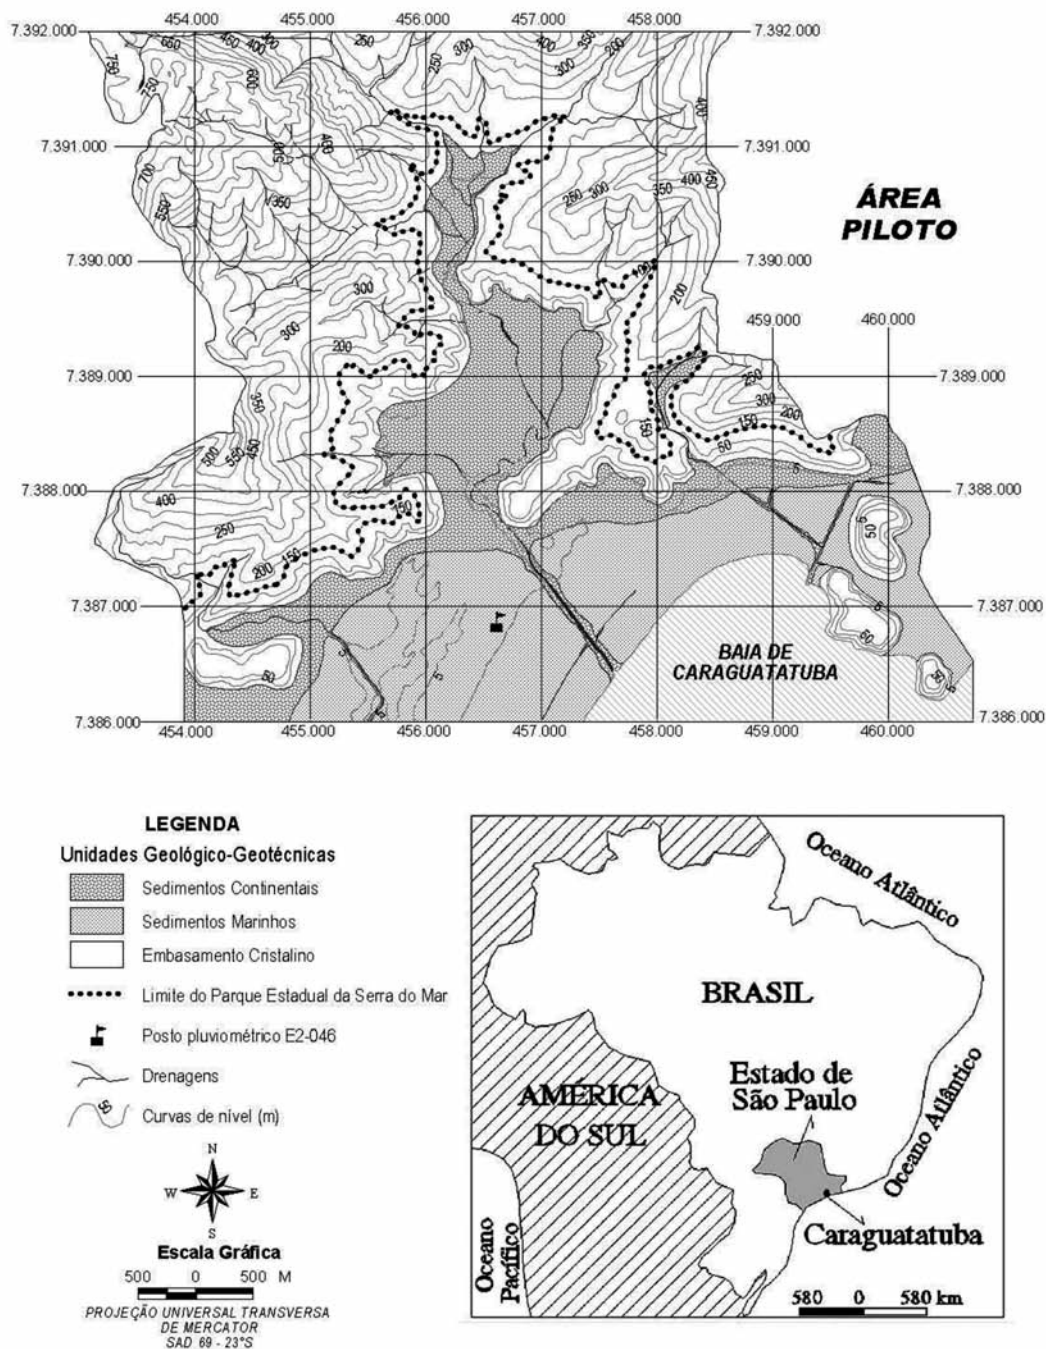 454.000 455.000 456.000 457.000 458.000
7.392.000 7.392.000
7.391.000 7.391.000
ÁREA
PILOTO
7.390.000 7.390.000
459.000 460.000
7.389.000 7.389.000
7.388.000 7.388.000
7.387.000 7.387.000
BAIA DE
CARAGUATATUBA
7.386.000 7.386.000
454.000 455.000 456.000 457.000 458.000 459.000 460.000
LEGENDA
Unidades Geológico-Geotécnicas
Sedimentos Continentais
Sedimentos Marinhos
Embasamento Cristalino
Limite do Parque Estadual da Serra do Mar
Posto pluviométrico E2-046
Drenagens
50
Curvas de nível (m)
N
W E
S
Escala Gráfica
500 0 500 M
PROJEÇÃO UNIVERSAL TRANSVERSA
DE MERCATOR
SAD 69 - 23°S
Oceano Atlântico
BRASIL
Estado de
São Paulo
AMÉRICA
DO SUL
Oceano Atlântico
Caraguatatuba
Oceano
Pacífico
580 0 580 km